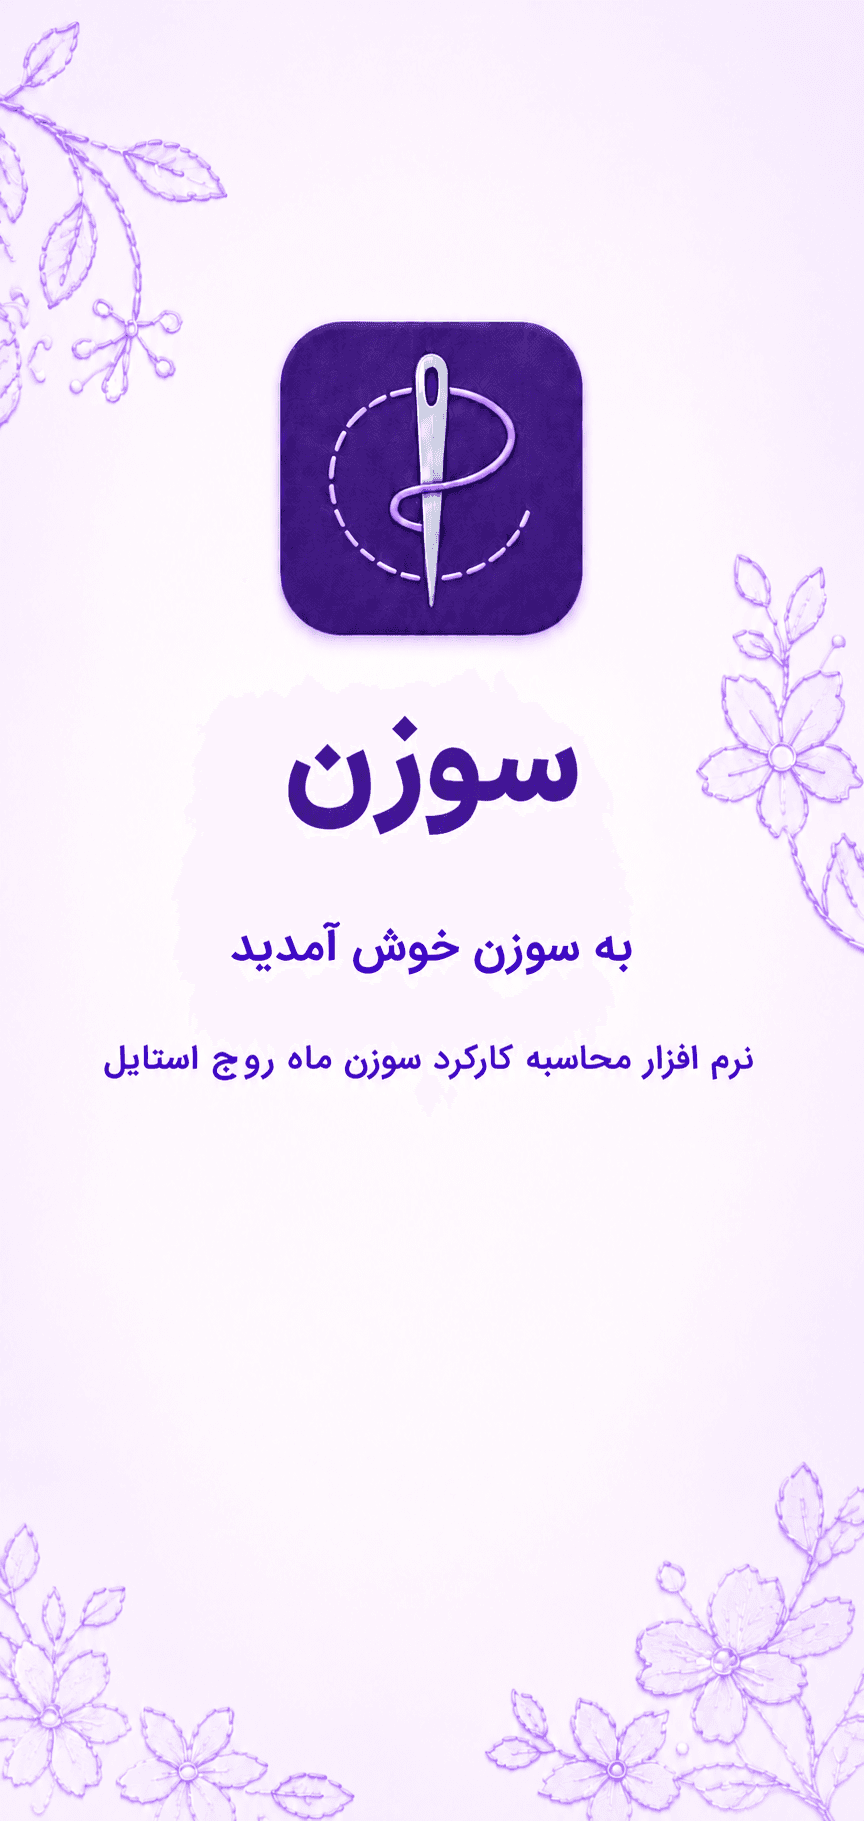 سوزن
به سوزن خوش آمدید
نرم افزار محاسبه کارکرد سوزن ماه روج استایل